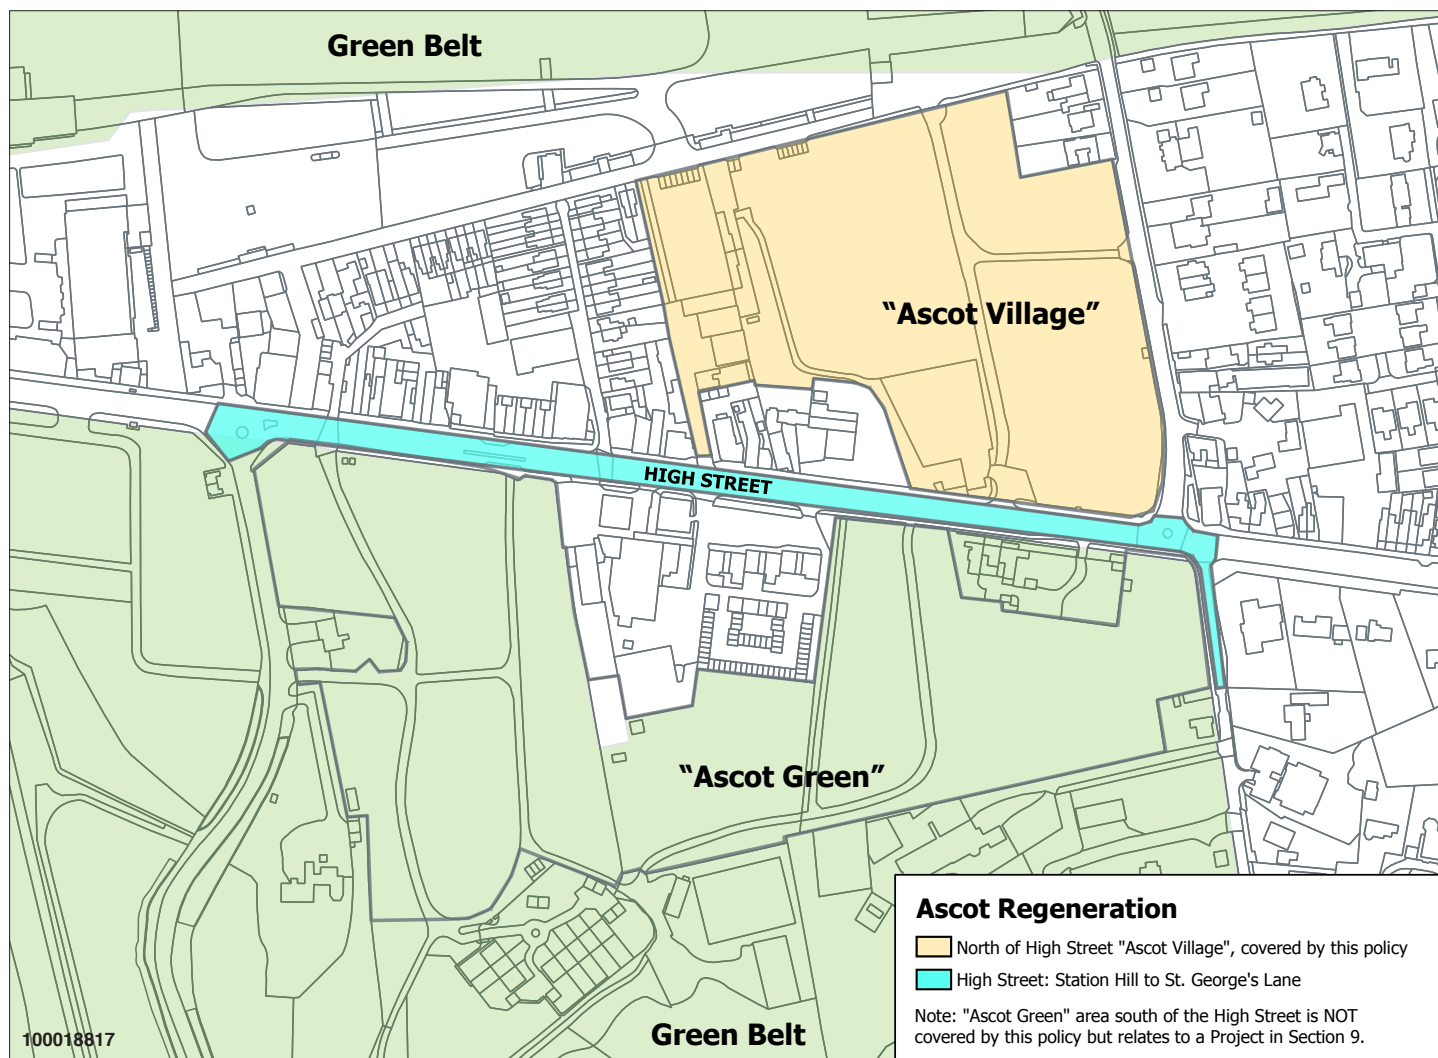 Green Belt
“Ascot Village”
HIGH STREET
“Ascot Green”
Green Belt
100018817
Ascot Regeneration
North of High Street "Ascot Village", covered by this policy
High Street: Station Hill to St. George's Lane
Note: "Ascot Green" area south of the High Street is NOT
covered by this policy but relates to a Project in Section 9.